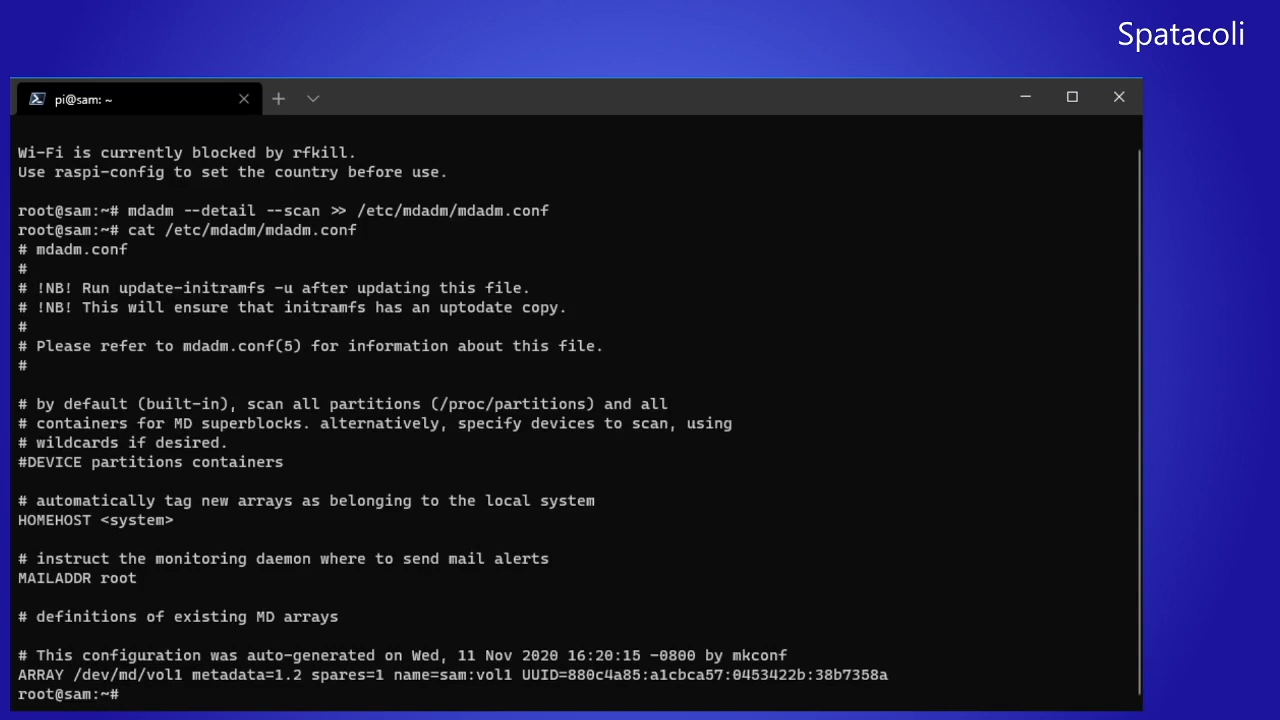 Spatacoli
pi@sam: ~
Wi-Fi is currently blocked by rfkill.
Use raspi-config to set the country before use.
root@sam:~# mdadm --detail --scan >> /etc/mdadm/mdadm.conf
root@sam:~# cat /etc/mdadm/mdadm.conf
# mdadm.conf
#
# !NB! Run update-initramfs -u after updating this file.
# !NB! This will ensure that initramfs has an uptodate copy.
#
# Please refer to mdadm.conf(5) for information about this file.
#
# by default (built-in), scan all partitions (/proc/partitions) and all
# containers for MD superblocks. alternatively, specify devices to scan, using
# wildcards if desired.
#DEVICE partitions containers
# automatically tag new arrays as belonging to the local system
HOMEHOST <system>
# instruct the monitoring daemon where to send mail alerts
MAILADDR root
# definitions of existing MD arrays
# This configuration was auto-generated on Wed, 11 Nov 2020 16:20:15 -0800 by mkconf
ARRAY /dev/md/vol1 metadata=1.2 spares=1 name=sam:vol1 UUID=880c4a85:a1cbca57:0453422b:38b7358a
root@sam:~#